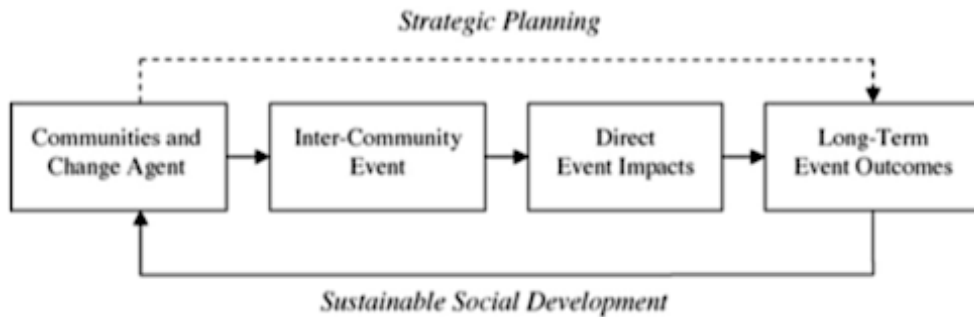 Strategic Planning
Communities and
Change Agent
Inter-Community
Event
Direct
Event Impacts
Long-Term
Event Outcomes
Sustainable Social Development